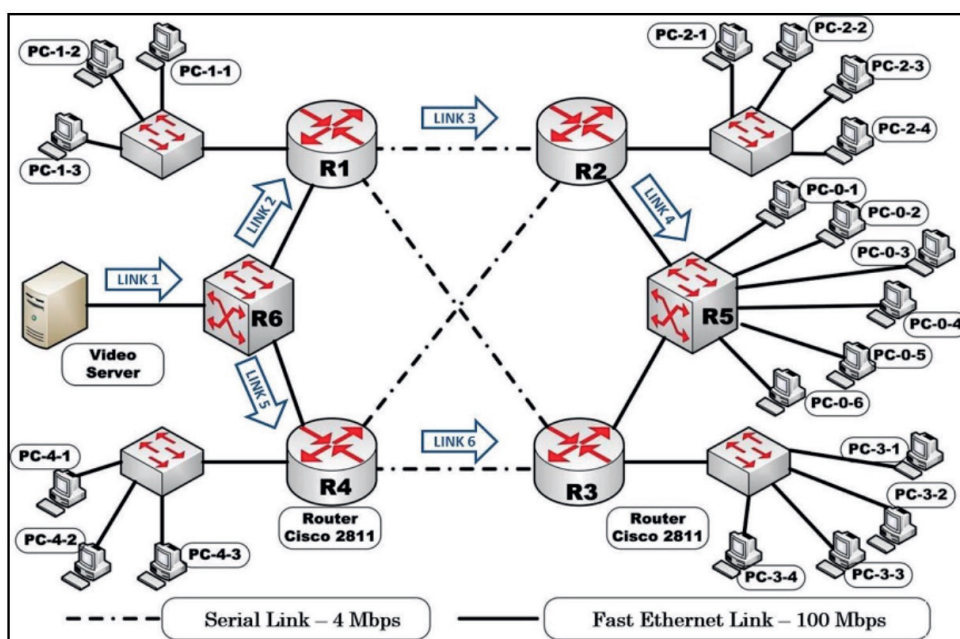 PC-1-2
PC-1-1
PC-1-3
R1
LINK 3
R2
PC-2-1
PC-2-2
PC-2-3
PC-2-4
LINK 2
LINK 4
PC-0-1
PC-0-2
PC-0-3
PC-0-4
PC-0-5
PC-0-6
LINK 1
R6
R5
Video
Server
LINK 5
LINK 6
R4
R3
PC-4-1
PC-4-2
PC-4-3
Router
Cisco 2811
Router
Cisco 2811
PC-3-1
PC-3-2
PC-3-3
PC-3-4
Serial Link – 4 Mbps
Fast Ethernet Link – 100 Mbps